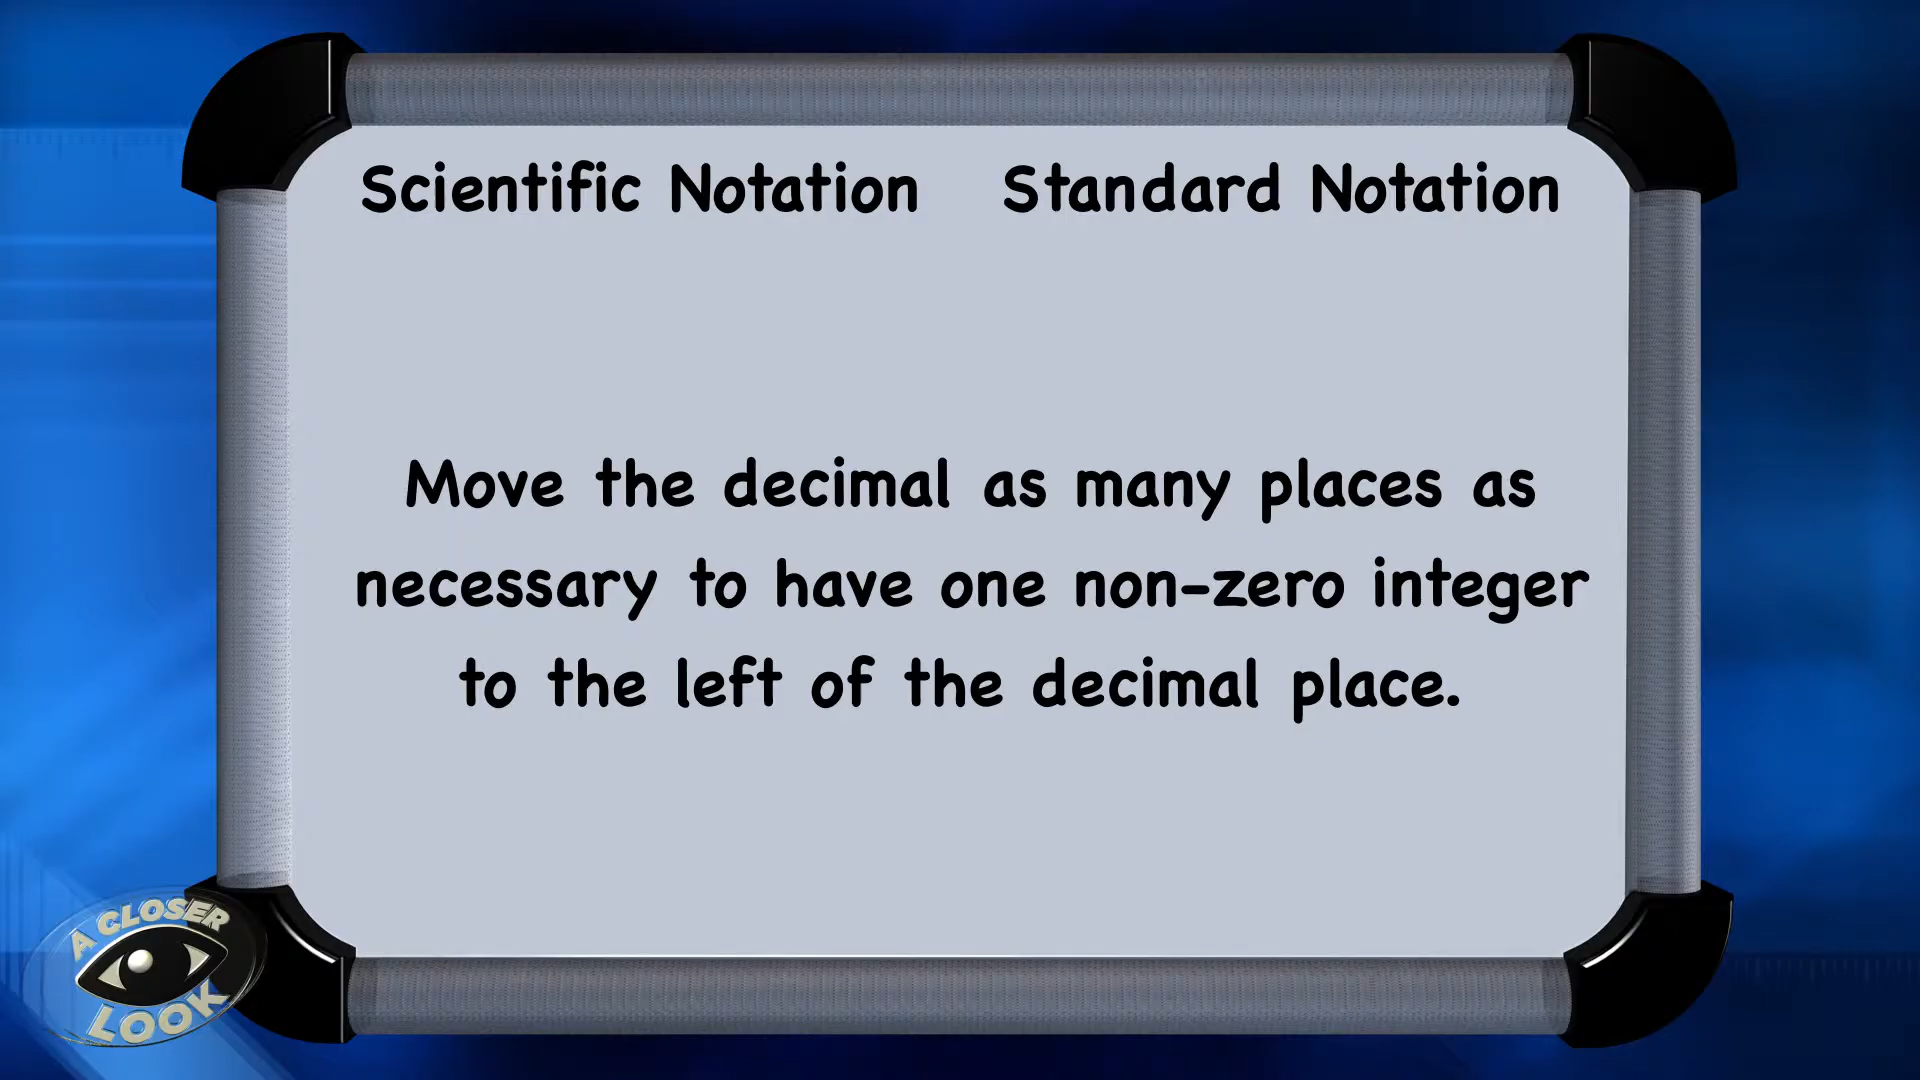 Scientific Notation Standard Notation
Move the decimal as many places as
necessary to have one non-zero integer
to the left of the decimal place.
A CLOSER
LOOK